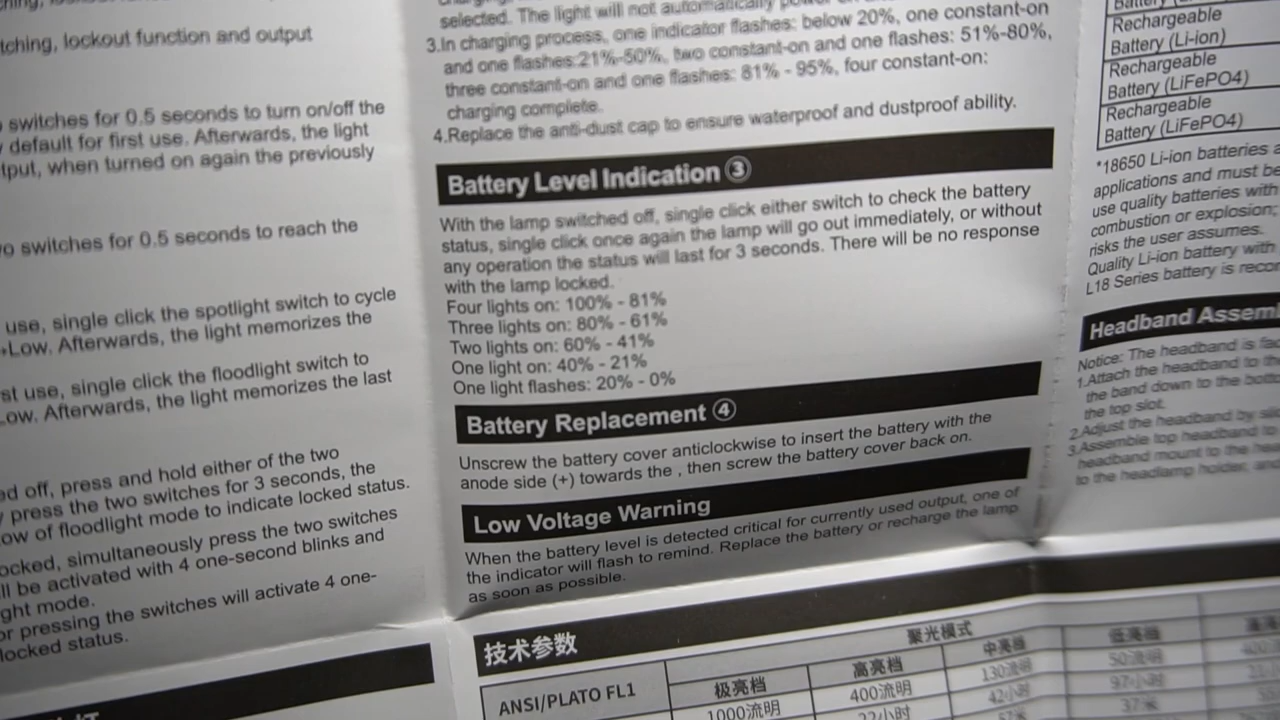 tching, lockout function and output
switches for 0.5 seconds to turn on/off the
default for first use. Afterwards, the light
tput, when turned on again the previously
wo switches for 0.5 seconds to reach the
use, single click the spotlight switch to cycle
+Low. Afterwards, the light memorizes the
st use, single click the floodlight switch to
Low. Afterwards, the light memorizes the last
ed off, press and hold either of the two
press the two switches for 3 seconds, the
ow of floodlight mode to indicate locked status.
ocked, simultaneously press the two switches
ll be activated with 4 one-second blinks and
ght mode.
or pressing the switches will activate 4 one-
locked status.
selected. The light will not automatically power
3.In charging process, one indicator flashes: below 20%, one constant-on
and one flashes:21%-50%, two constant-on and one flashes: 51%-80%,
three constant-on and one flashes: 81% - 95%, four constant-on:
charging complete.
4.Replace the anti-dust cap to ensure waterproof and dustproof ability.
Battery Level Indication ③
With the lamp switched off, single click either switch to check the battery
status, single click once again the lamp will go out immediately, or without
any operation the status will last for 3 seconds. There will be no response
with the lamp locked.
Four lights on: 100% - 81%
Three lights on: 80% - 61%
Two lights on: 60% - 41%
One light on: 40% - 21%
One light flashes: 20% - 0%
Battery Replacement ④
Unscrew the battery cover anticlockwise to insert the battery with the
anode side (+) towards the , then screw the battery cover back on.
Low Voltage Warning
When the battery level is detected critical for currently used output, one of
the indicator will flash to remind. Replace the battery or recharge the lamp
as soon as possible.
Rechargeable
Battery (Li-ion)
Rechargeable
Battery (LiFePO4)
Rechargeable
Battery (LiFePO4)
*18650 Li-ion batteries a
applications and must be
use quality batteries with
combustion or explosion;
risks the user assumes.
Quality Li-ion battery with
L18 Series battery is recor
Headband Assem
Notice: The headband is fac
1.Attach the headband to th
the band down to the bott
the top slot.
2.Adjust the headband by sli
3.Assemble top headband to
headband mount to the hea
to the headlamp holder, and
技术参数
聚光模式
ANSI/PLATO FL1
极亮档
高亮档
中亮档
低亮档
1000流明
400流明
130流明
50流明
22小时
42小时
97小时
57米
37米